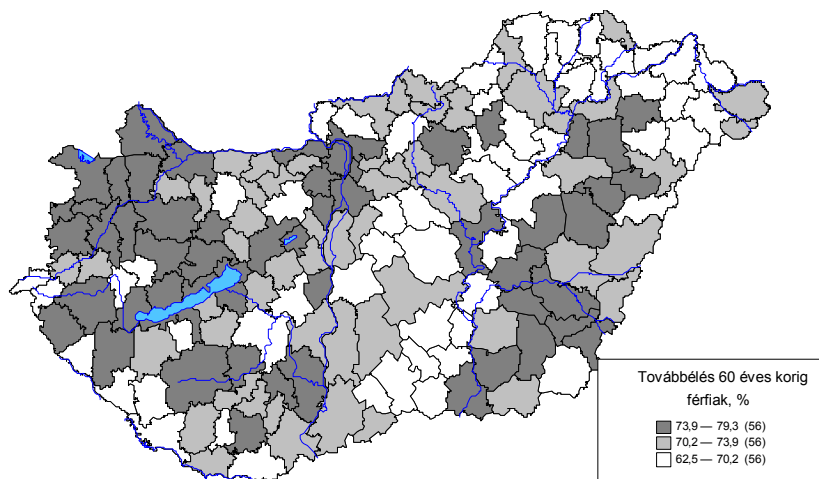 Továbbélés 60 éves korig
férfiak, %
73,9 — 79,3 (56)
70,2 — 73,9 (56)
62,5 — 70,2 (56)